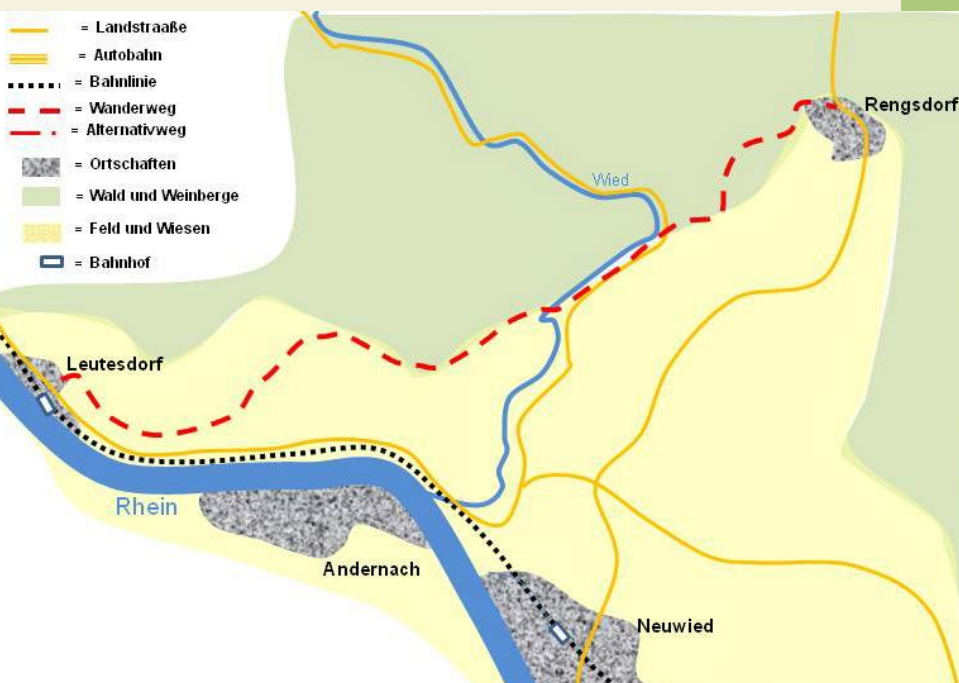 = Landstraaße
= Autobahn
= Bahnlinie
= Wanderweg
= Alternativweg
= Ortschaften
= Wald und Weinberge
= Feld und Wiesen
= Bahnhof
Rengsdorf
Wied
Leutesdorf
Rhein
Andernach
Neuwied